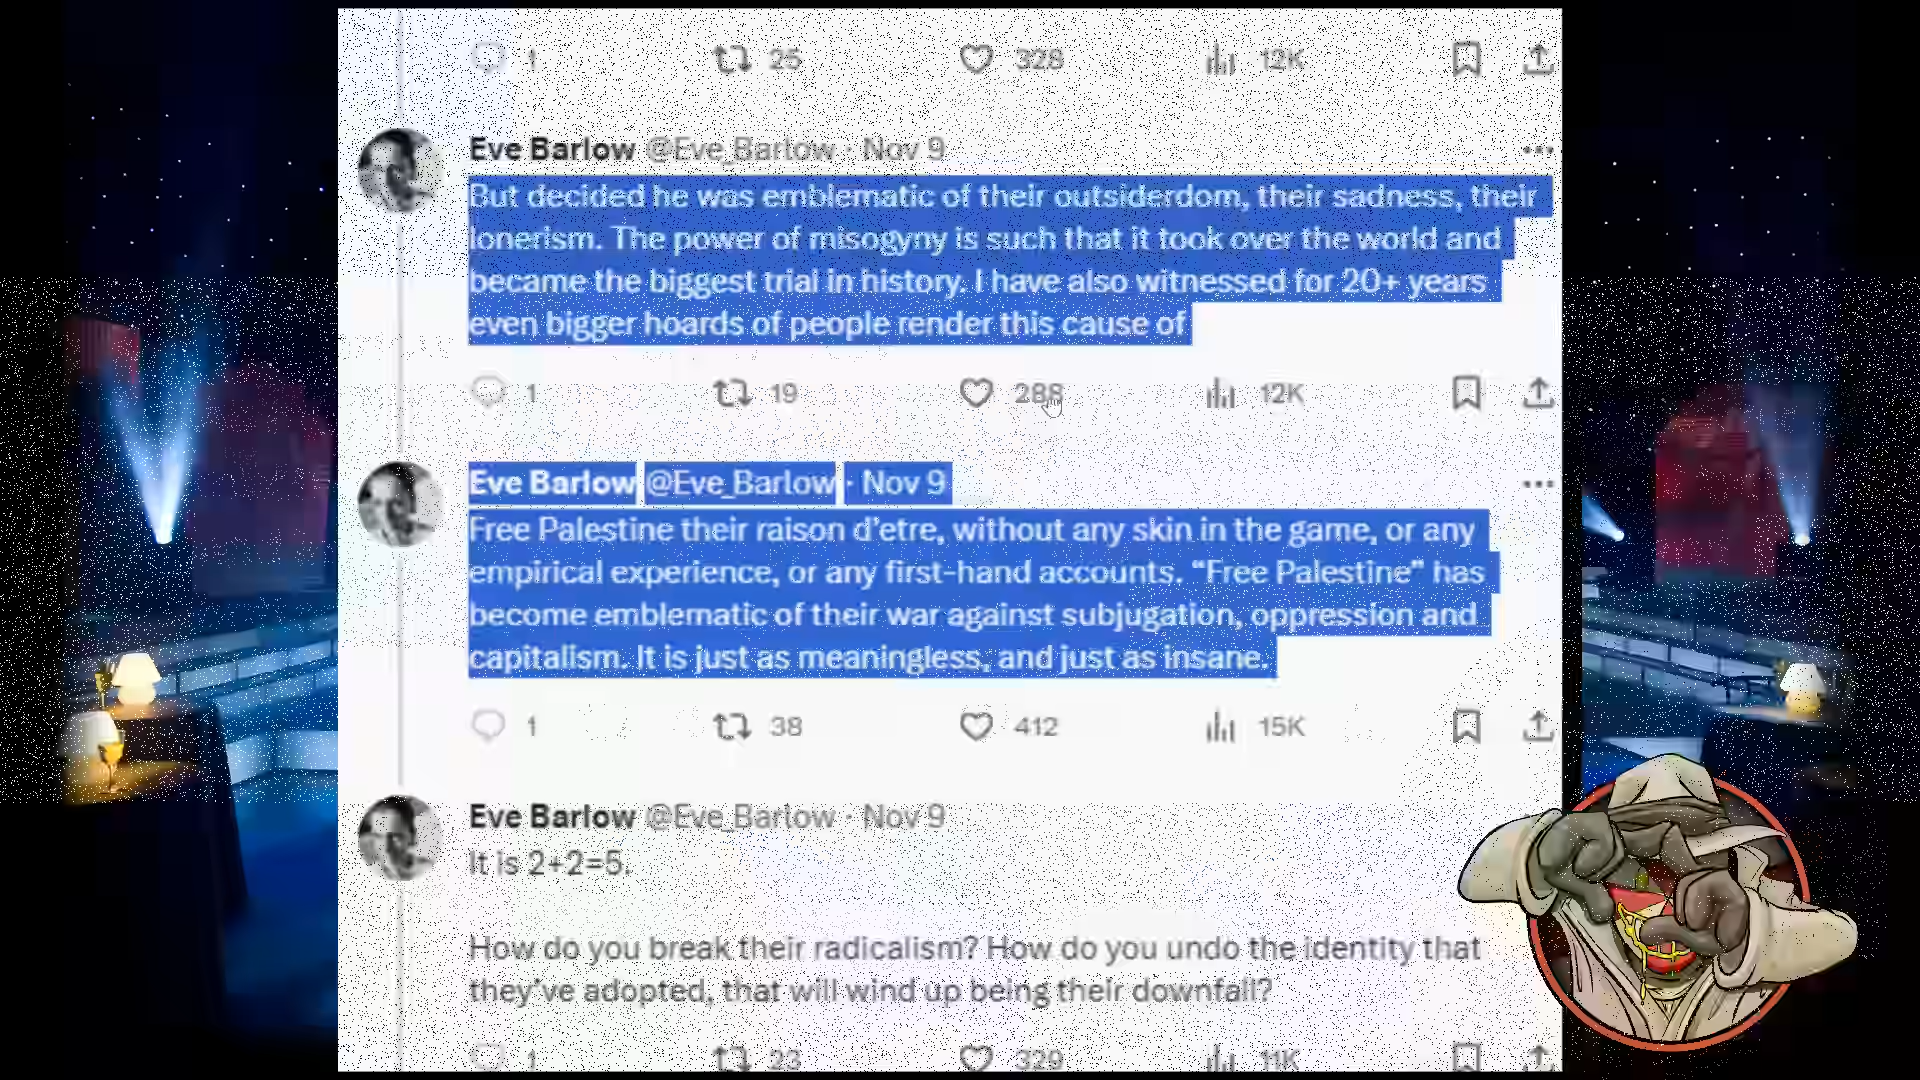 1 25 328 12K
Eve Barlow @Eve_Barlow · Nov 9
But decided he was emblematic of their outsiderdom, their sadness, their
lonerism. The power of misogyny is such that it took over the world and
became the biggest trial in history. I have also witnessed for 20+ years
even bigger hoards of people render this cause of
1 19 288 12K
Eve Barlow @Eve_Barlow · Nov 9
Free Palestine their raison d'etre, without any skin in the game, or any
empirical experience, or any first-hand accounts. “Free Palestine” has
become emblematic of their war against subjugation, oppression and
capitalism. It is just as meaningless, and just as insane.
1 38 412 15K
Eve Barlow @Eve_Barlow · Nov 9
It is 2+2=5.
How do you break their radicalism? How do you undo the identity that
they've adopted, that will wind up being their downfall?
1 23 329 11K